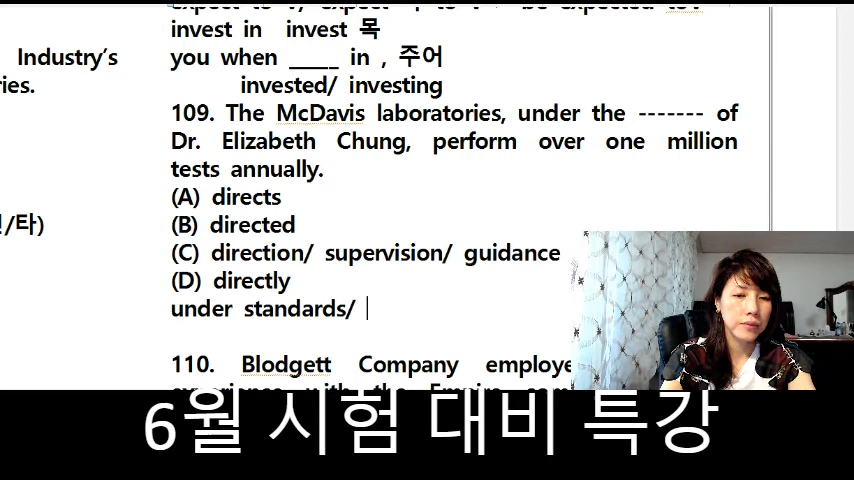 invest in invest 목
Industry's
you when _____ in , 주어
ries.
invested/ investing
109. The McDavis laboratories, under the ------- of
Dr. Elizabeth Chung, perform over one million
tests annually.
(A) directs
(B) directed
/타)
(C) direction/ supervision/ guidance
(D) directly
under standards/
110. Blodgett Company employe
6월 시험 대비 특강